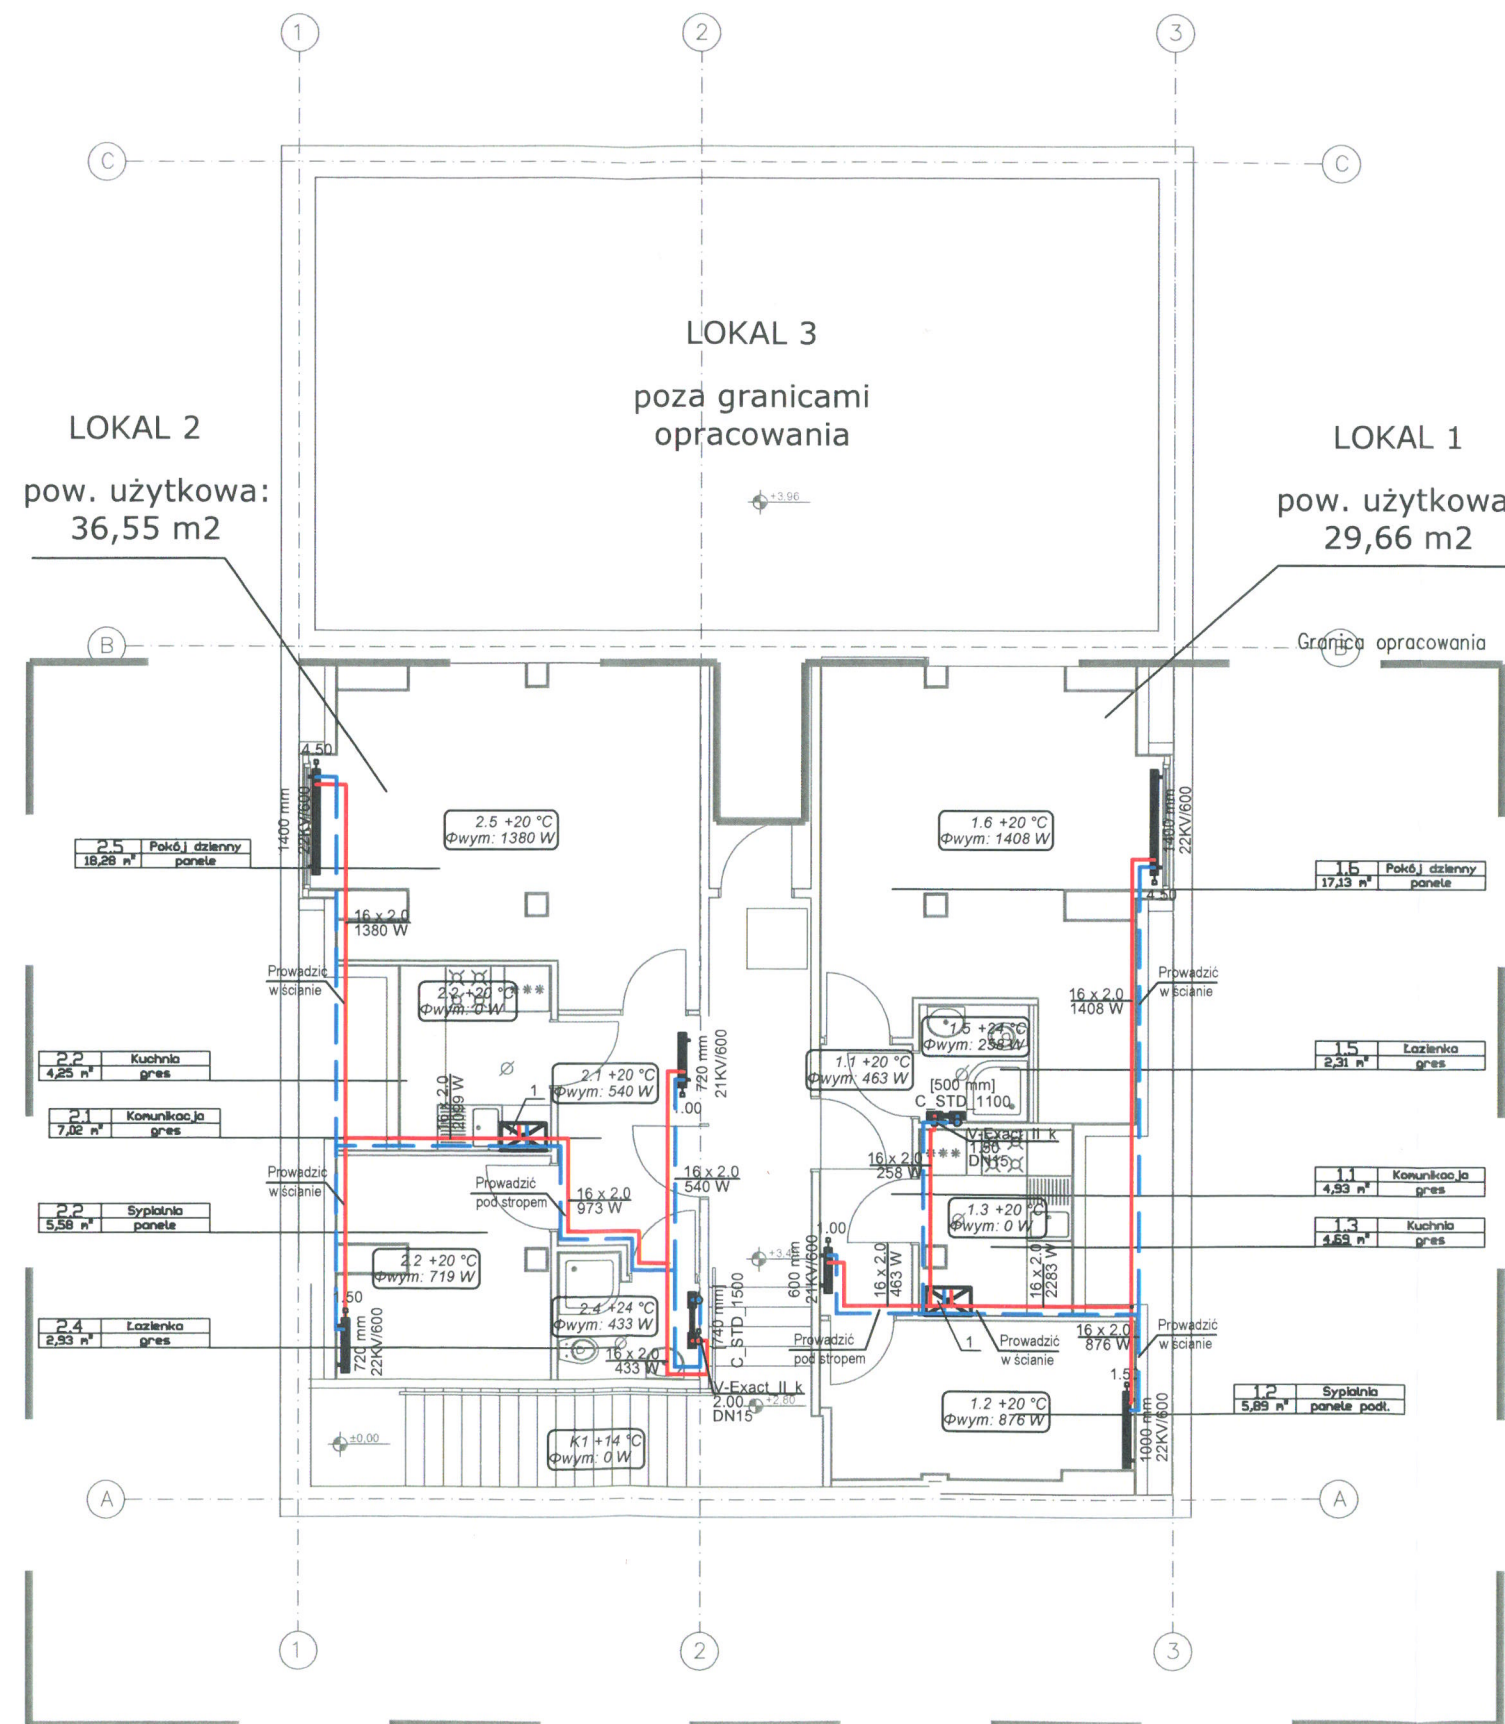 1
2
3
C
C
LOKAL 3
poza granicami
opracowania
+3,96
LOKAL 2
pow. użytkowa:
36,55 m2
LOKAL 1
pow. użytkowa
29,66 m2
B
B
Granica opracowania
4.50
1400 mm
22KV/600
2.5 +20 °C
Φwym: 1380 W
1.6 +20 °C
Φwym: 1408 W
1400 mm
22KV/600
4.50
2.5 Pokój dzienny
18,28 m² panele
1.6 Pokój dzienny
17,13 m² panele
16 x 2.0
1380 W
Prowadzić
w ścianie
2.2 +20 °C
Φwym: 0 W
Prowadzić
w ścianie
16 x 2.0
1408 W
1.5 +24 °C
Φwym: 258 W
1.1 +20 °C
Φwym: 463 W
2.1 +20 °C
Φwym: 540 W
720 mm
21KV/600
1.00
2.2 Kuchnia
4,25 m² gres
1.5 Łazienka
2,31 m² gres
[500 mm]
C_STD_1100
2.1 Komunikacja
7,02 m² gres
16 x 2.0
2099 W
1
V-Exact_II_k
1.50
DN15
16 x 2.0
258 W
Prowadzić
w ścianie
Prowadzić
pod stropem
16 x 2.0
973 W
16 x 2.0
540 W
1.1 Komunikacja
4,93 m² gres
2.2 Sypialnia
5,58 m² panele
1.3 +20 °C
Φwym: 0 W
1.3 Kuchnia
4,69 m² gres
1.00
600 mm
21KV/600
16 x 2.0
463 W
16 x 2.0
2283 W
2.2 +20 °C
Φwym: 719 W
1.50
720 mm
22KV/600
2.4 +24 °C
Φwym: 433 W
[740 mm]
C_STD_1500
2.4 Łazienka
2,93 m² gres
16 x 2.0
433 W
Prowadzić
pod stropem
1
Prowadzić
w ścianie
16 x 2.0
876 W
Prowadzić
w ścianie
V-Exact_II_k
2.00
DN15
+2,80
1.2 +20 °C
Φwym: 876 W
1000 mm
22KV/600
1.2 Sypialnia
5,89 m² panele podł.
±0,00
K1 +14 °C
Φwym: 0 W
A
A
1
2
3